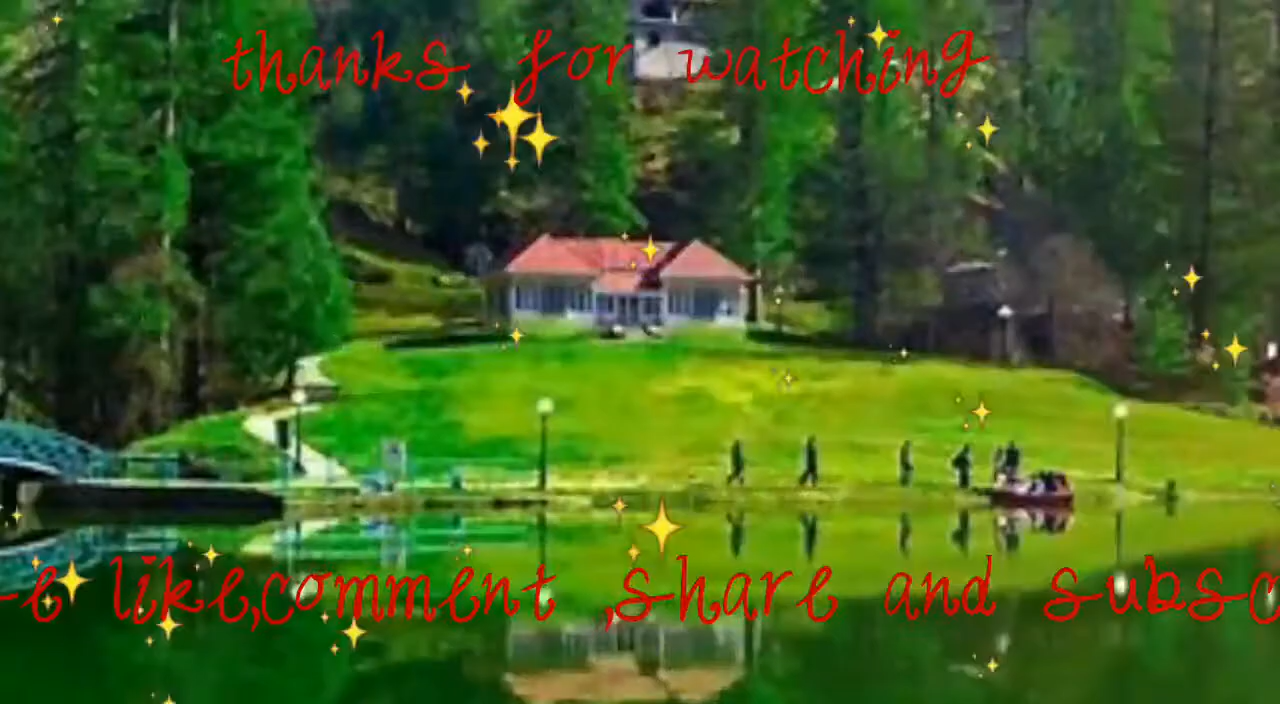 thanks for watching
e like,comment ,share and subsc